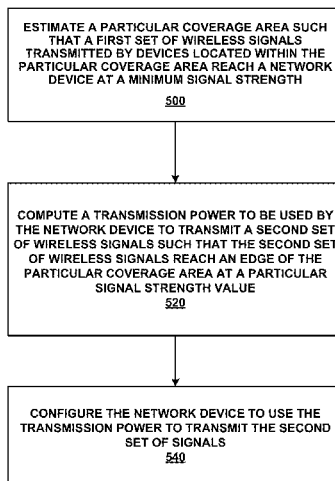 ESTIMATE A PARTICULAR COVERAGE AREA SUCH
THAT A FIRST SET OF WIRELESS SIGNALS
TRANSMITTED BY DEVICES LOCATED WITHIN THE
PARTICULAR COVERAGE AREA REACH A NETWORK
DEVICE AT A MINIMUM SIGNAL STRENGTH
500
COMPUTE A TRANSMISSION POWER TO BE USED BY
THE NETWORK DEVICE TO TRANSMIT A SECOND SET
OF WIRELESS SIGNALS SUCH THAT THE SECOND SET
OF WIRELESS SIGNALS REACH AN EDGE OF THE
PARTICULAR COVERAGE AREA AT A PARTICULAR
SIGNAL STRENGTH VALUE
520
CONFIGURE THE NETWORK DEVICE TO USE THE
TRANSMISSION POWER TO TRANSMIT THE SECOND
SET OF SIGNALS
540